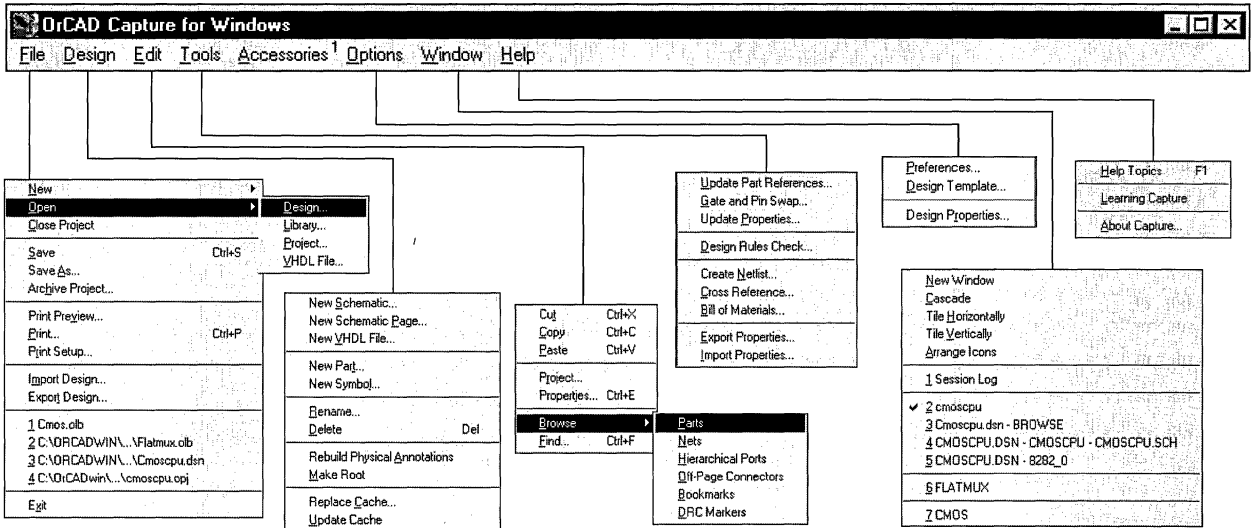 OrCAD Capture for Windows
File Design Edit Tools Accessories 1 Options Window Help
New
Open
Close Project
Save Ctrl+S
Save As...
Archive Project...
Print Preview...
Print... Ctrl+P
Print Setup...
Import Design...
Export Design...
1 Cmos.olb
2 C:\ORCADWIN\...\Flatmux.olb
3 C:\ORCADWIN\...\Cmoscpu.dsn
4 C:\OrCADwin\...\cmoscpu.opj
Exit
Design...
Library...
Project...
VHDL File...
New Schematic...
New Schematic Page...
New VHDL File...
New Part...
New Symbol...
Rename...
Delete Del
Rebuild Physical Annotations
Make Root
Replace Cache...
Update Cache
Cut Ctrl+X
Copy Ctrl+C
Paste Ctrl+V
Project...
Properties... Ctrl+E
Browse
Find... Ctrl+F
Parts
Nets
Hierarchical Ports
Off-Page Connectors
Bookmarks
DRC Markers
Update Part References...
Gate and Pin Swap...
Update Properties...
Design Rules Check...
Create Netlist...
Cross Reference...
Bill of Materials...
Export Properties...
Import Properties...
Preferences...
Design Template...
Design Properties...
New Window
Cascade
Tile Horizontally
Tile Vertically
Arrange Icons
1 Session Log
✓ 2 cmoscpu
3 Cmoscpu.dsn - BROWSE
4 CMOSCPU.DSN - CMOSCPU - CMOSCPU.SCH
5 CMOSCPU.DSN - 8282_0
6 FLATMUX
7 CMOS
Help Topics F1
Learning Capture
About Capture...